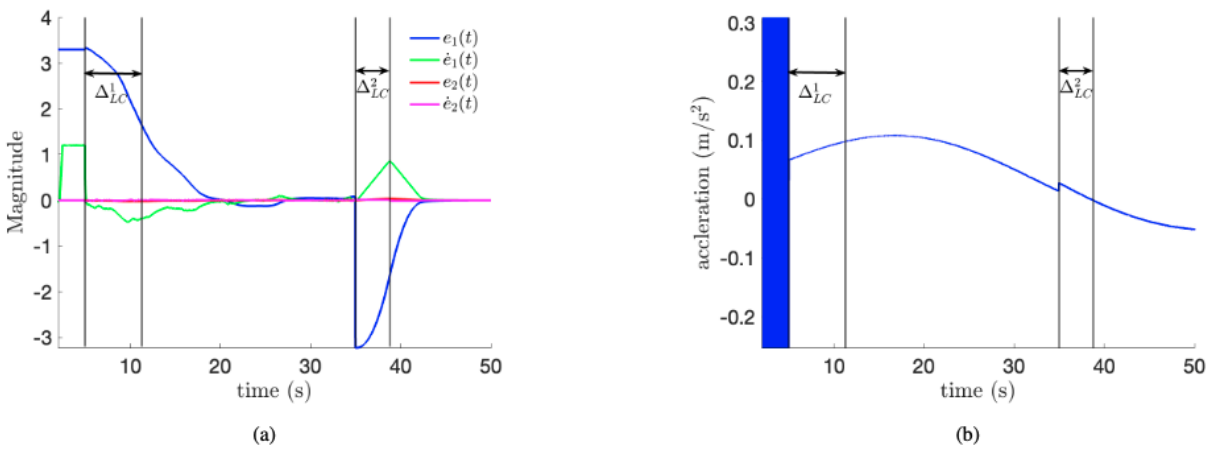 4
3
2
1
0
-1
-2
-3
Magnitude
10
20
30
40
50
time (s)
Δ¹_LC
Δ²_LC
e₁(t)
ė₁(t)
e₂(t)
ė₂(t)
(a)
0.3
0.2
0.1
0
-0.1
-0.2
accleration (m/s²)
10
20
30
40
50
time (s)
Δ¹_LC
Δ²_LC
(b)